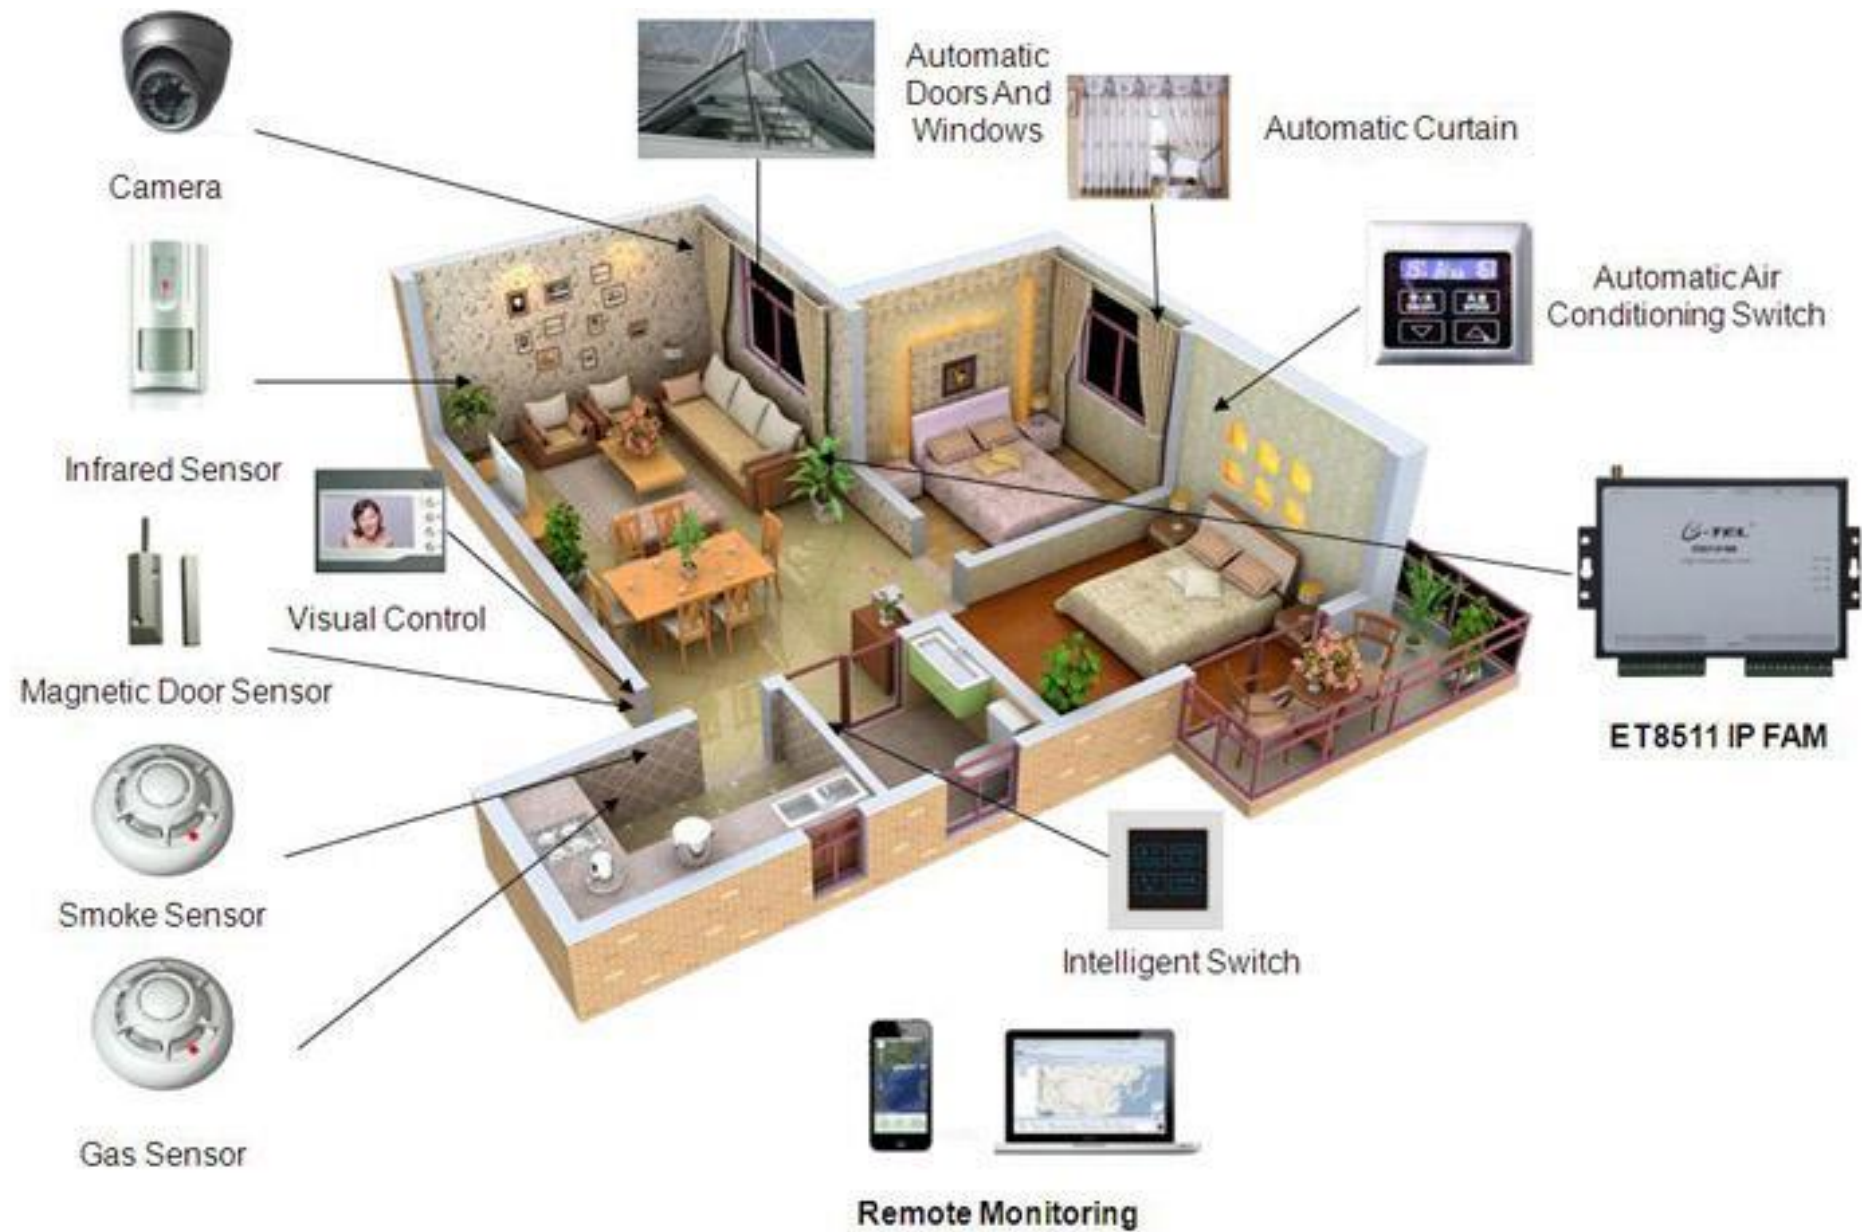 Automatic
Doors And
Windows
Automatic Curtain
Camera
Automatic Air
Conditioning Switch
Infrared Sensor
Visual Control
Magnetic Door Sensor
ET8511 IP FAM
Smoke Sensor
Intelligent Switch
Gas Sensor
Remote Monitoring